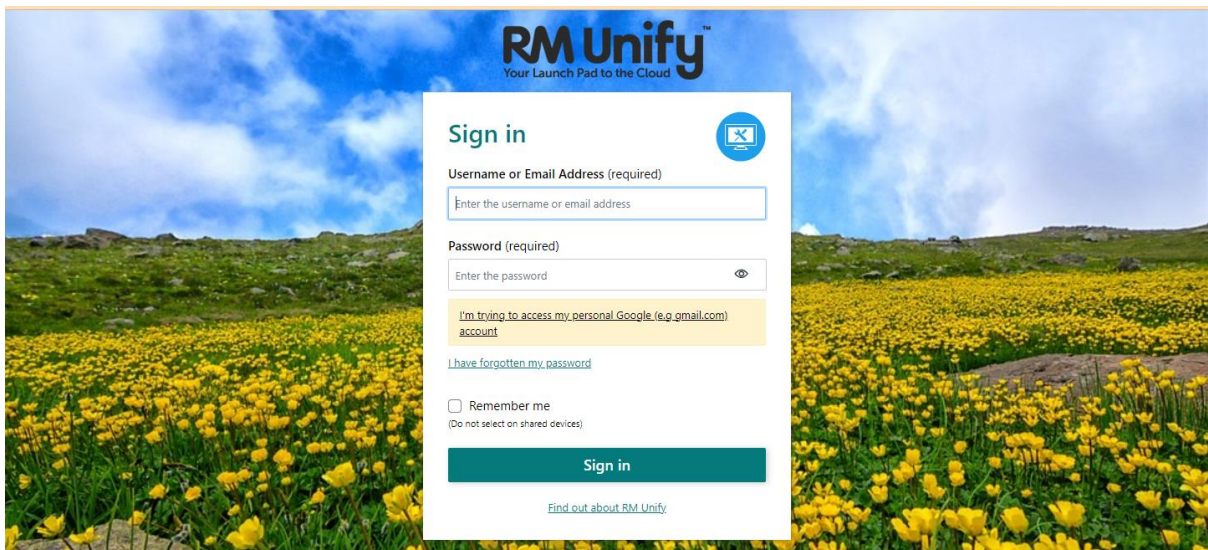 RM Unify™
Your Launch Pad to the Cloud
Sign in
Username or Email Address (required)
Enter the username or email address
Password (required)
Enter the password
I'm trying to access my personal Google (e.g gmail.com)
account
I have forgotten my password
Remember me
(Do not select on shared devices)
Sign in
Find out about RM Unify